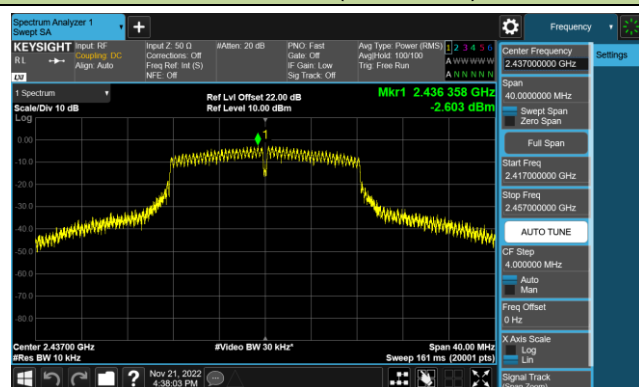 Spectrum Analyzer 1
Swept SA
Frequency
KEYSIGHT
RL
Input: RF
Coupling: DC
Align: Auto
Input Z: 50 Ω
Corrections: Off
Freq Ref: Int (S)
NFE: Off
#Atten: 20 dB
PNO: Fast
Gate: Off
IF Gain: Low
Sig Track: Off
Avg Type: Power (RMS)
Avg|Hold: 100/100
Trig: Free Run
1 2 3 4 5 6
A W W W W W
A N N N N N
LXI
1 Spectrum
Scale/Div 10 dB
Log
Ref Lvl Offset 22.00 dB
Ref Level 10.00 dBm
Mkr1 2.436 358 GHz
-2.603 dBm
1
0.00
-10.0
-20.0
-30.0
-40.0
-50.0
-60.0
-70.0
-80.0
Center 2.43700 GHz
#Res BW 10 kHz
#Video BW 30 kHz*
Span 40.00 MHz
Sweep 161 ms (20001 pts)
Nov 21, 2022
4:38:03 PM
Center Frequency
2.437000000 GHz
Settings
Span
40.0000000 MHz
Swept Span
Zero Span
Full Span
Start Freq
2.417000000 GHz
Stop Freq
2.457000000 GHz
AUTO TUNE
CF Step
4.000000 MHz
Auto
Man
Freq Offset
0 Hz
X Axis Scale
Log
Lin
Signal Track
(Span Zoom)